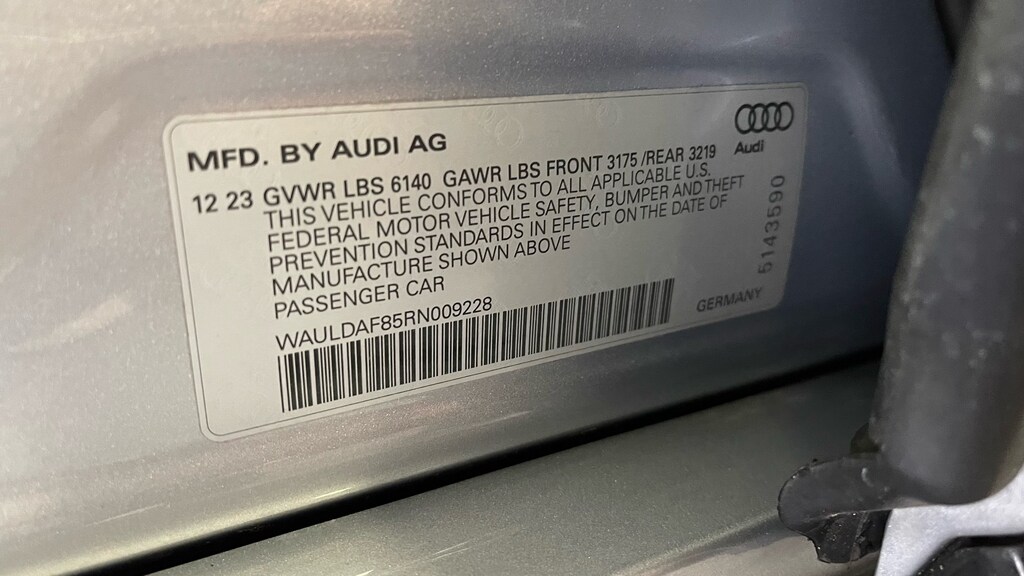 MFD. BY AUDI AG
Audi
12 23 GVWR LBS 6140 GAWR LBS FRONT 3175 /REAR 3219
THIS VEHICLE CONFORMS TO ALL APPLICABLE U.S.
FEDERAL MOTOR VEHICLE SAFETY, BUMPER AND THEFT
PREVENTION STANDARDS IN EFFECT ON THE DATE OF
MANUFACTURE SHOWN ABOVE
PASSENGER CAR
WAULDAF85RN009228
GERMANY
5143590